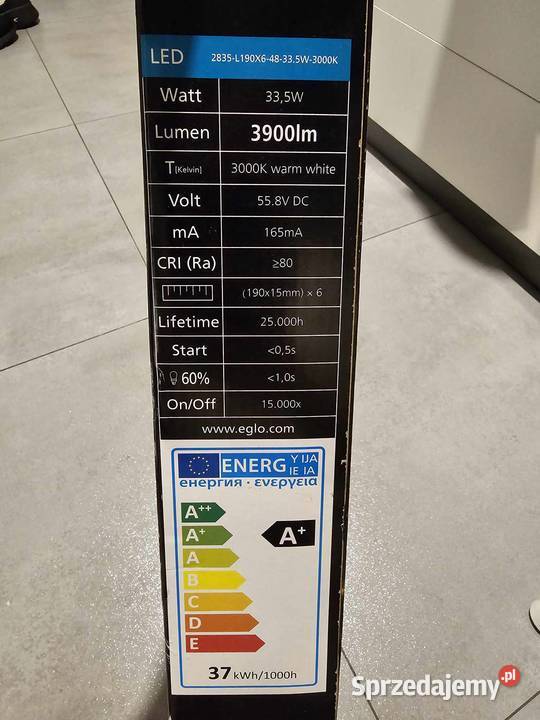 LED 2835-L190X6-48-33.5W-3000K
Watt 33,5W
Lumen 3900lm
T[Kelvin] 3000K warm white
Volt 55.8V DC
mA 165mA
CRI (Ra) ≥80
(190x15mm) × 6
Lifetime 25.000h
Start <0,5s
60% <1,0s
On/Off 15.000x
www.eglo.com
ENERG Y IJA
IE IA
енергия · ενεργεια
A++
A+ A+
A
B
C
D
E
37 kWh/1000h
Sprzedajemy.pl